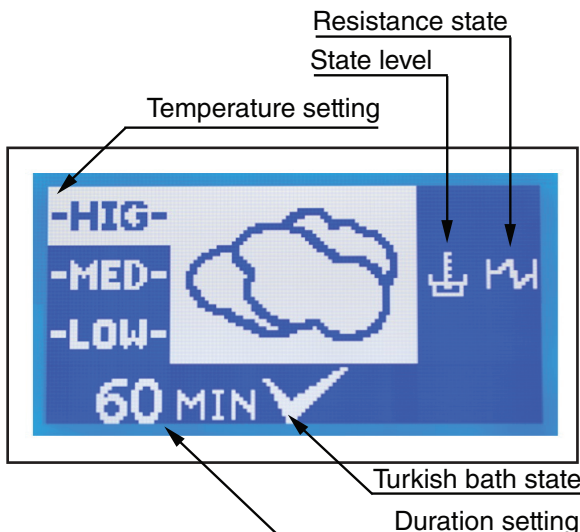 Resistance state
State level
Temperature setting
-HIG-
-MED-
-LOW-
60 MIN
Turkish bath state
Duration setting